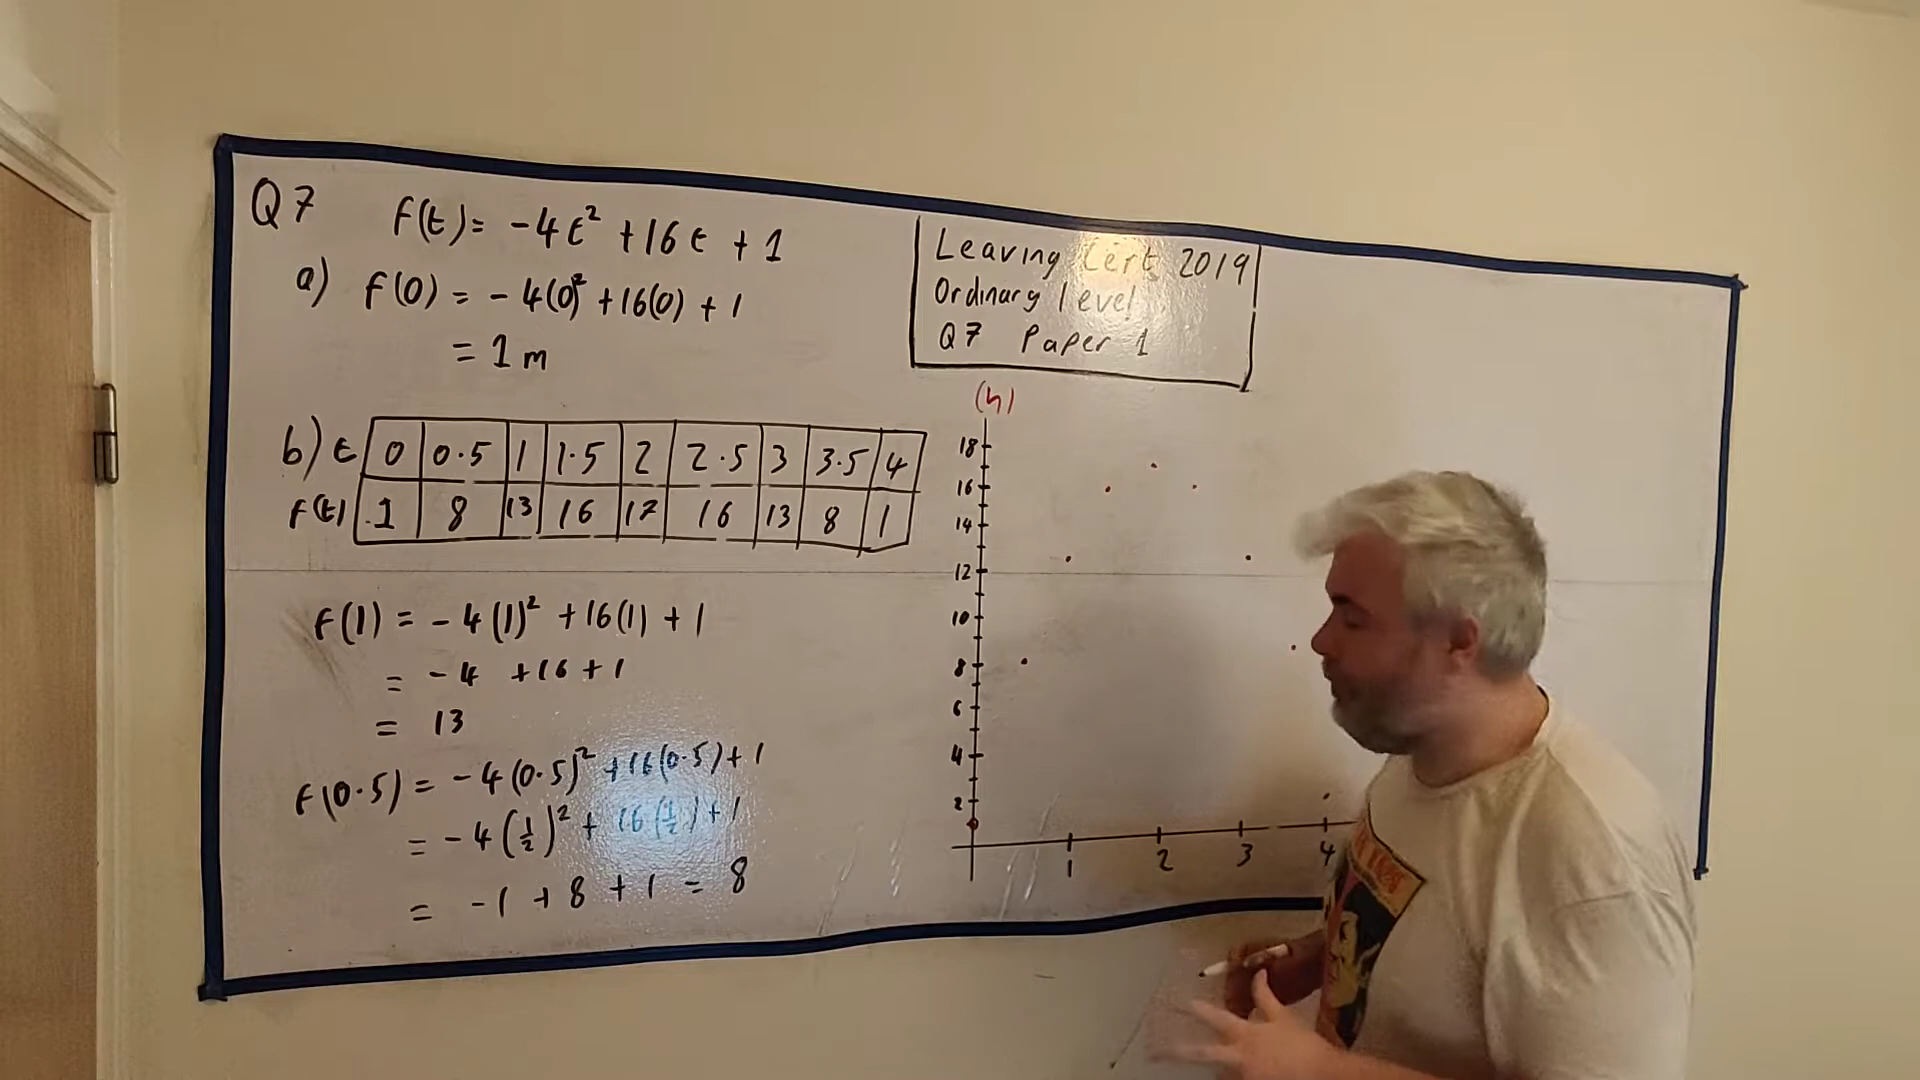 Q7 f(t) = -4t² + 16t + 1
a) f(0) = -4(0)² + 16(0) + 1
= 1m
b) t 0 0.5 1 1.5 2 2.5 3 3.5 4
f(t) 1 8 13 16 17 16 13 8 1
f(1) = -4(1)² + 16(1) + 1
= -4 + 16 + 1
= 13
f(0.5) = -4(0.5)² + 16(0.5) + 1
= -4(½)² + 16(½) + 1
= -1 + 8 + 1 = 8
Leaving Cert 2019
Ordinary Level
Q7 Paper 1
(h)
18
16
14
12
10
8
6
4
2
1 2 3 4